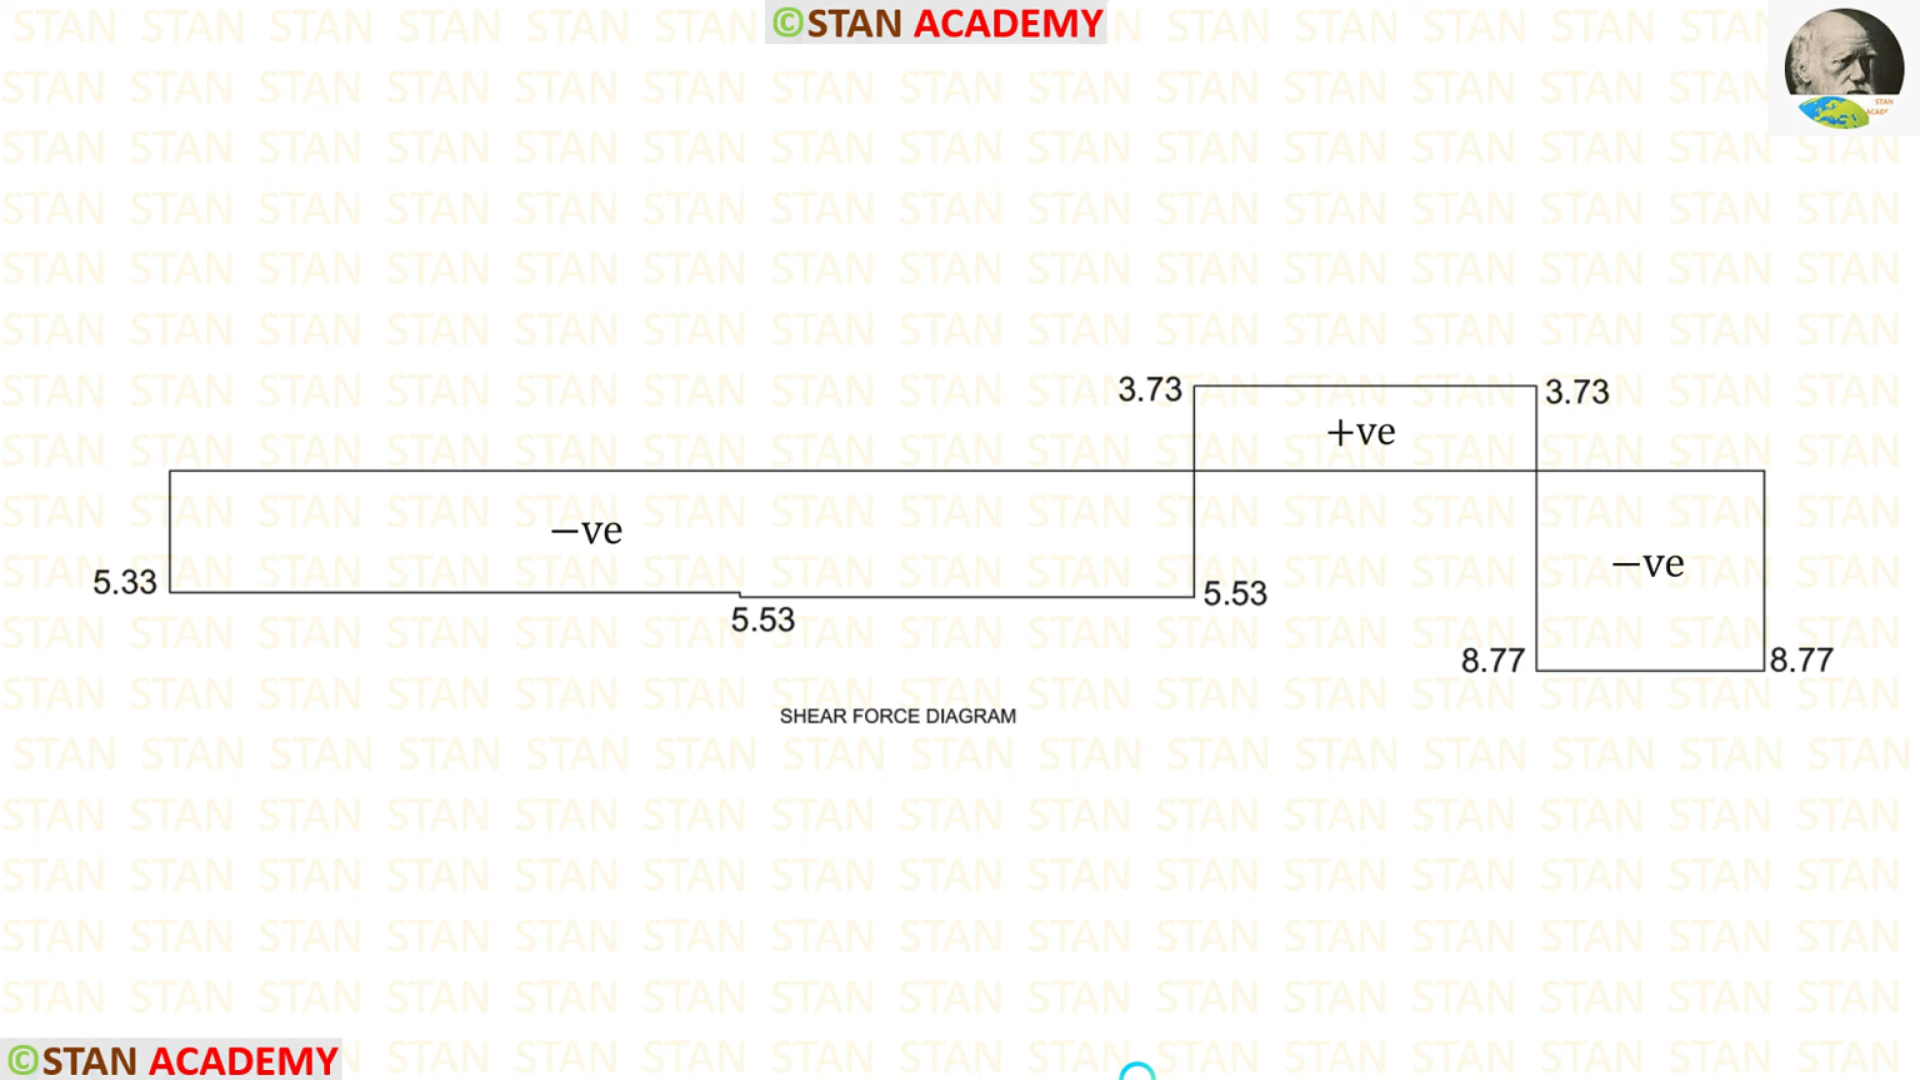 ©STAN ACADEMY
STAN
3.73
3.73
+ve
−ve
−ve
5.33
5.53
5.53
8.77
8.77
SHEAR FORCE DIAGRAM
©STAN ACADEMY